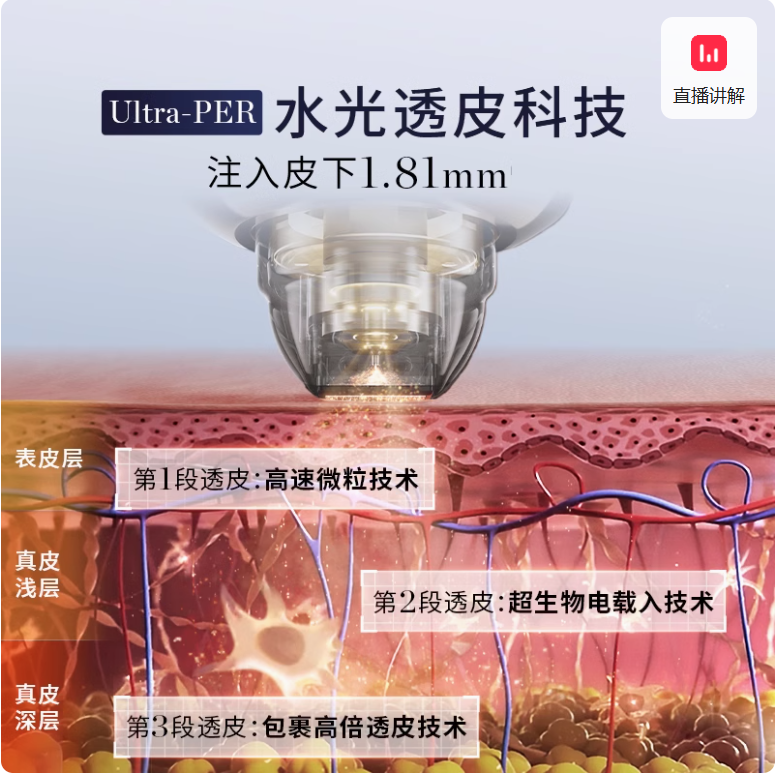 直播讲解
Ultra-PER 水光透皮科技
注入皮下1.81mm
表皮层
第1段透皮:高速微粒技术
真皮
浅层
第2段透皮:超生物电载入技术
真皮
深层
第3段透皮:包裹高倍透皮技术